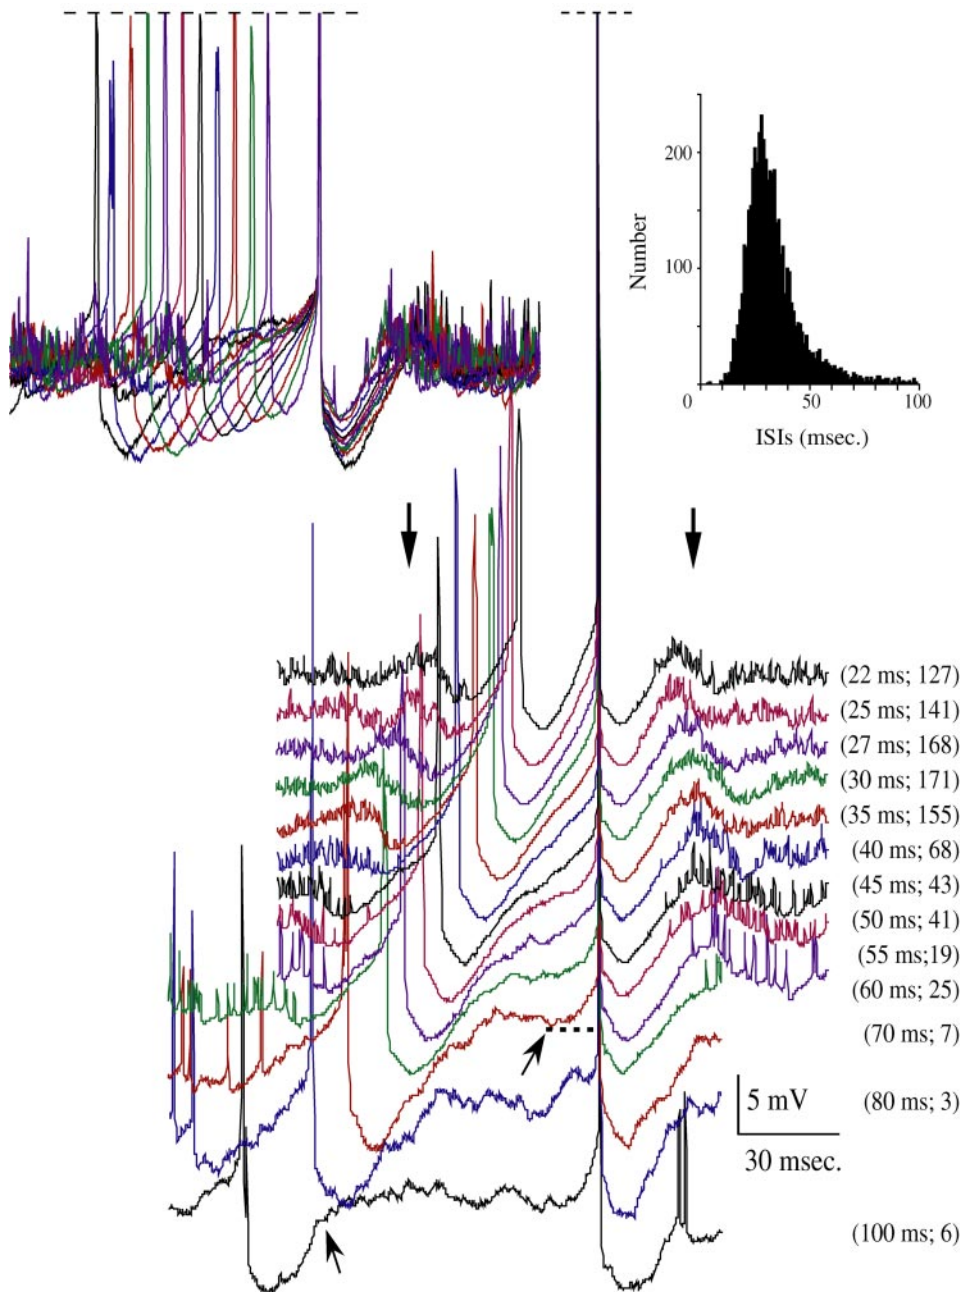 200
100
Number
0
50
100
ISIs (msec.)
(22 ms; 127)
(25 ms; 141)
(27 ms; 168)
(30 ms; 171)
(35 ms; 155)
(40 ms; 68)
(45 ms; 43)
(50 ms; 41)
(55 ms;19)
(60 ms; 25)
(70 ms; 7)
(80 ms; 3)
5 mV
30 msec.
(100 ms; 6)